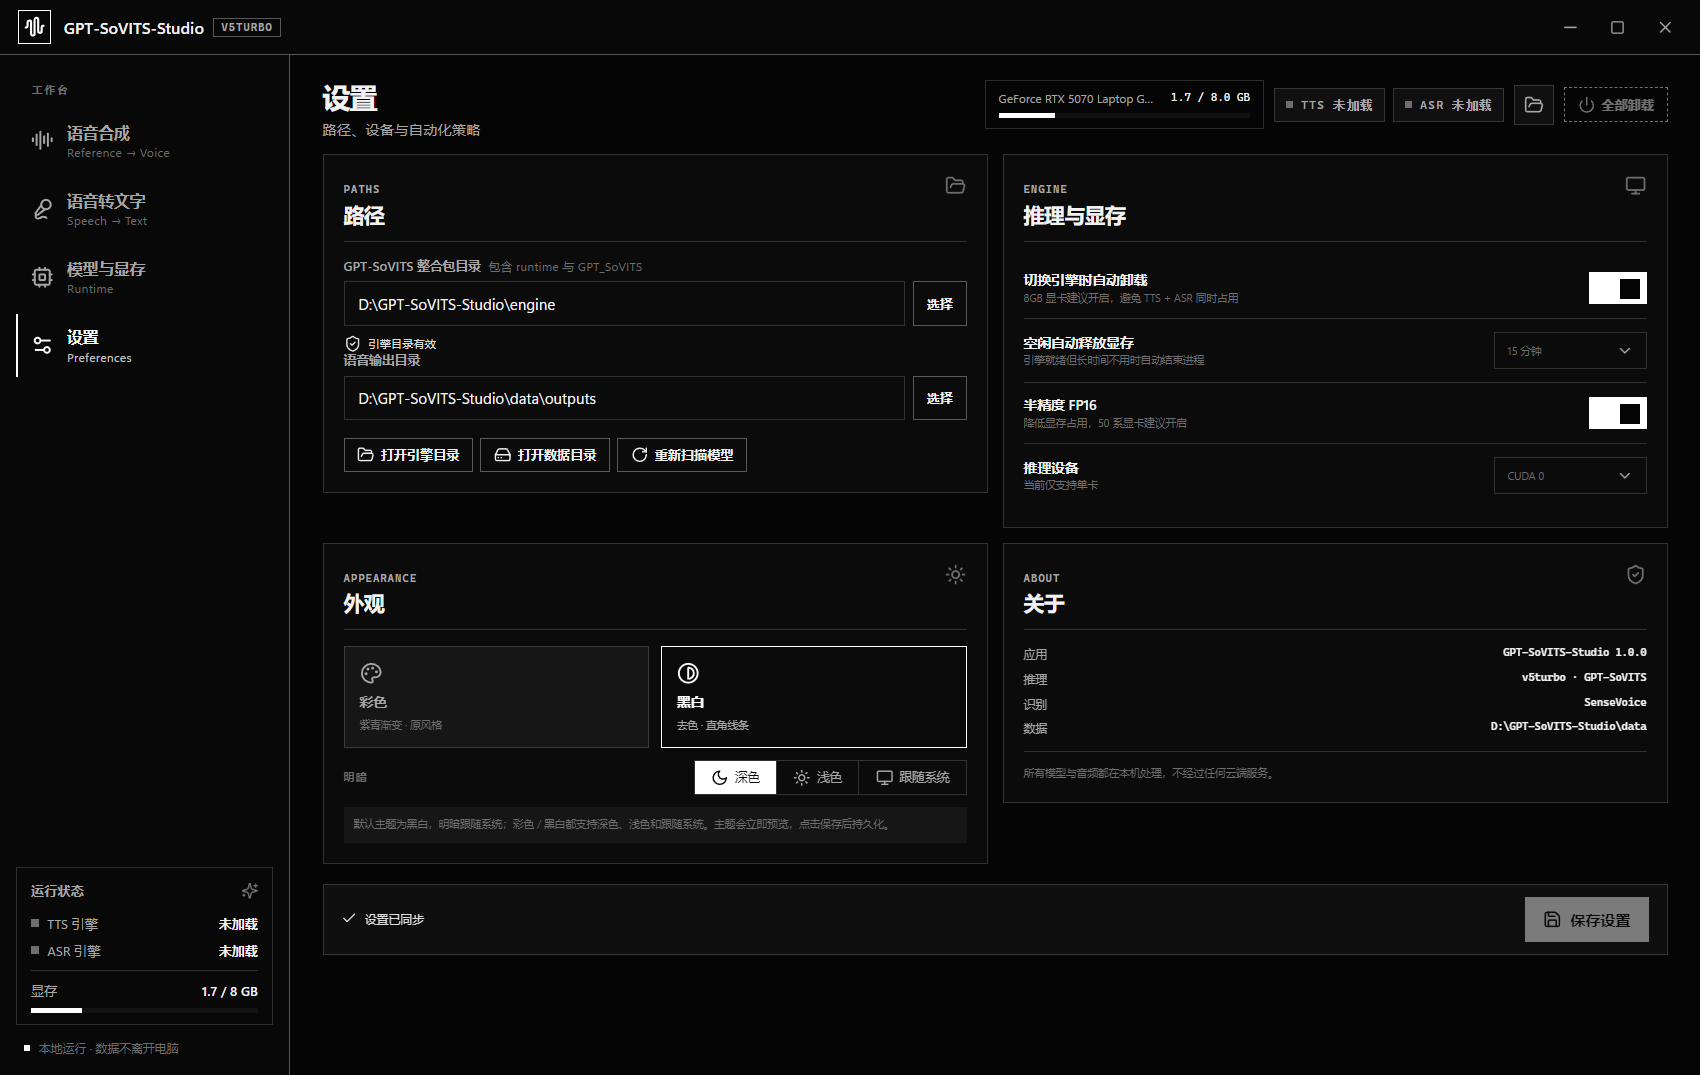 GPT-SoVITS-Studio V5TURBO
工作台
语音合成
Reference → Voice
语音转文字
Speech → Text
模型与显存
Runtime
设置
Preferences
运行状态
TTS 引擎 未加载
ASR 引擎 未加载
显存 1.7 / 8 GB
本地运行 · 数据不离开电脑
设置
路径、设备与自动化策略
GeForce RTX 5070 Laptop G... 1.7 / 8.0 GB
TTS 未加载
ASR 未加载
全部卸载
PATHS
路径
GPT-SoVITS 整合包目录 包含 runtime 与 GPT_SoVITS
D:\GPT-SoVITS-Studio\engine 选择
引擎目录有效
语音输出目录
D:\GPT-SoVITS-Studio\data\outputs 选择
打开引擎目录 打开数据目录 重新扫描模型
ENGINE
推理与显存
切换引擎时自动卸载
8GB 显卡建议开启，避免 TTS + ASR 同时占用
空闲自动释放显存
引擎就绪但长时间不用时自动结束进程
15 分钟
半精度 FP16
降低显存占用，50 系显卡建议开启
推理设备
当前仅支持单卡
CUDA 0
APPEARANCE
外观
彩色
紫青渐变 · 原风格
黑白
去色 · 直角线条
明暗 深色 浅色 跟随系统
默认主题为黑白，明暗跟随系统；彩色 / 黑白都支持深色、浅色和跟随系统。主题会立即预览，点击保存后持久化。
ABOUT
关于
应用 GPT-SoVITS-Studio 1.0.0
推理 v5turbo · GPT-SoVITS
识别 SenseVoice
数据 D:\GPT-SoVITS-Studio\data
所有模型与音频都在本机处理，不经过任何云端服务。
设置已同步
保存设置